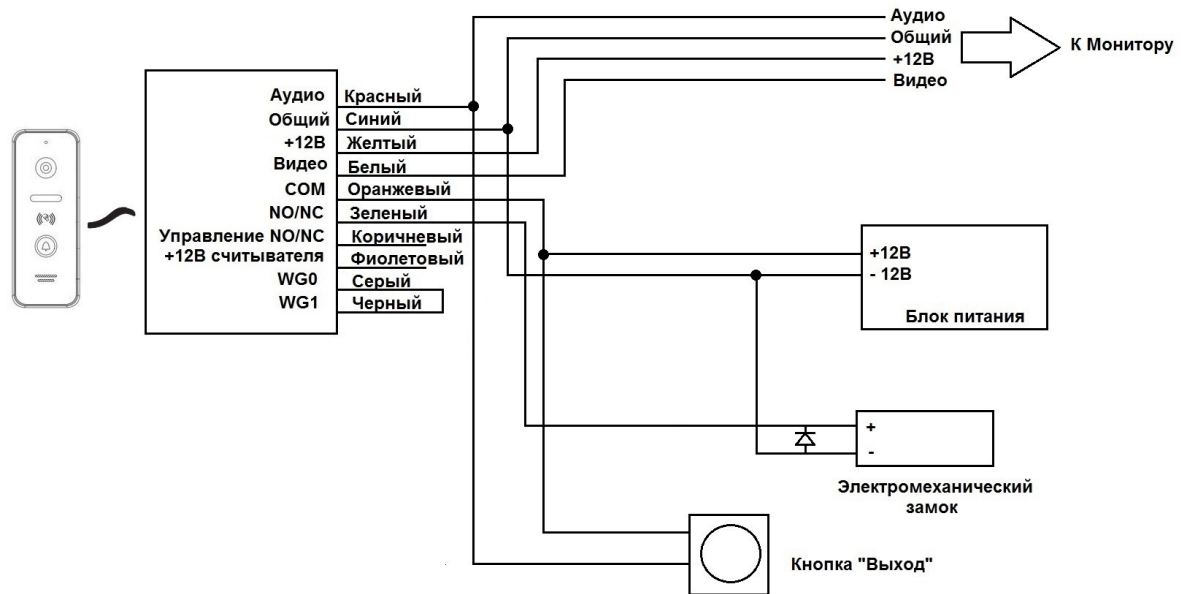 Аудио
Общий
+12В
Видео
К Монитору
Аудио Красный
Общий Синий
+12В Желтый
Видео Белый
COM Оранжевый
NO/NC Зеленый
Управление NO/NC Коричневый
+12В считывателя Фиолетовый
WG0 Серый
WG1 Черный
+12В
- 12В
Блок питания
+
-
Электромеханический
замок
Кнопка "Выход"